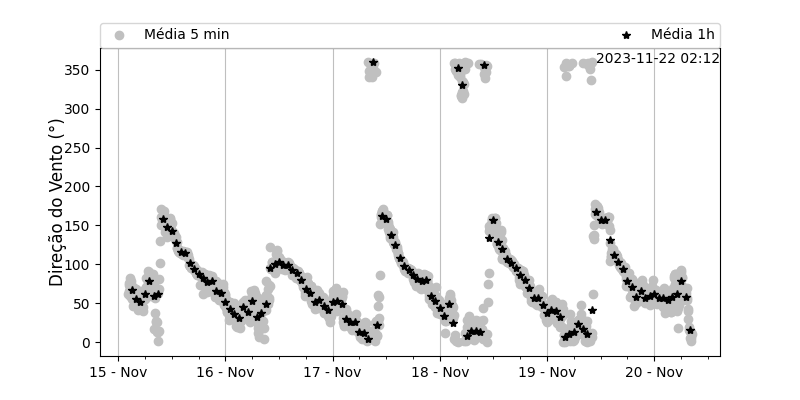 Média 5 min
Média 1h
2023-11-22 02:12
Direção do Vento (°)
350
300
250
200
150
100
50
0
15 - Nov
16 - Nov
17 - Nov
18 - Nov
19 - Nov
20 - Nov